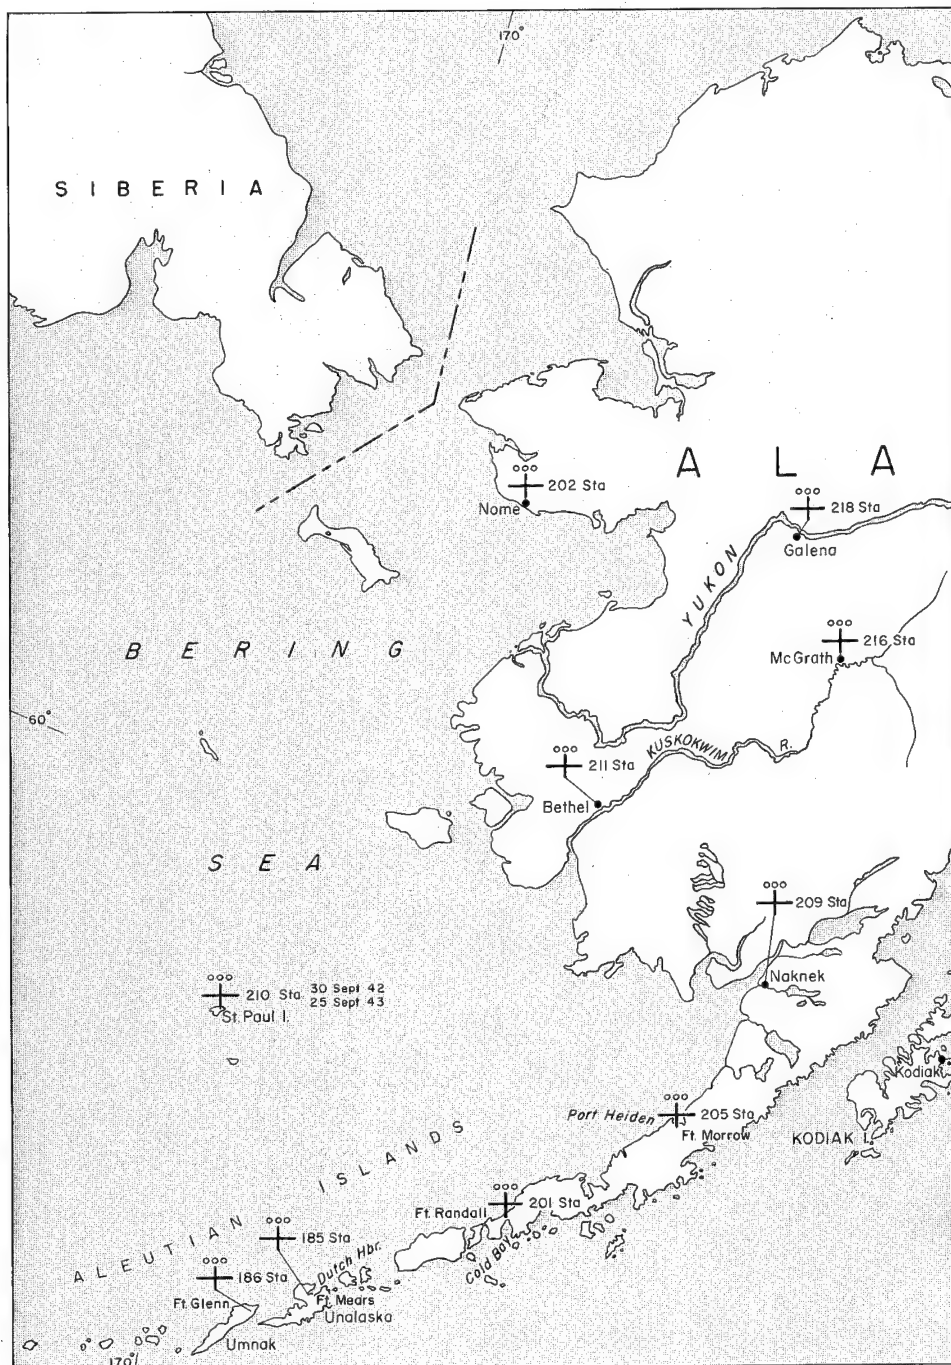 170°
SIBERIA
ALA
202 Sta
Nome
218 Sta
Galena
YUKON
BERING
216 Sta
McGrath
60°
KUSKOKWIM R.
211 Sta
Bethel
SEA
209 Sta
Naknek
210 Sta 30 Sept 42
25 Sept 43
St. Paul I.
Kodiak
Port Heiden
205 Sta
Ft. Morrow
KODIAK I.
ALEUTIAN ISLANDS
Ft. Randall
201 Sta
Cold Bay
185 Sta
Dutch Hbr.
186 Sta
Ft. Glenn
Ft. Mears
Unalaska
Umnak
170°